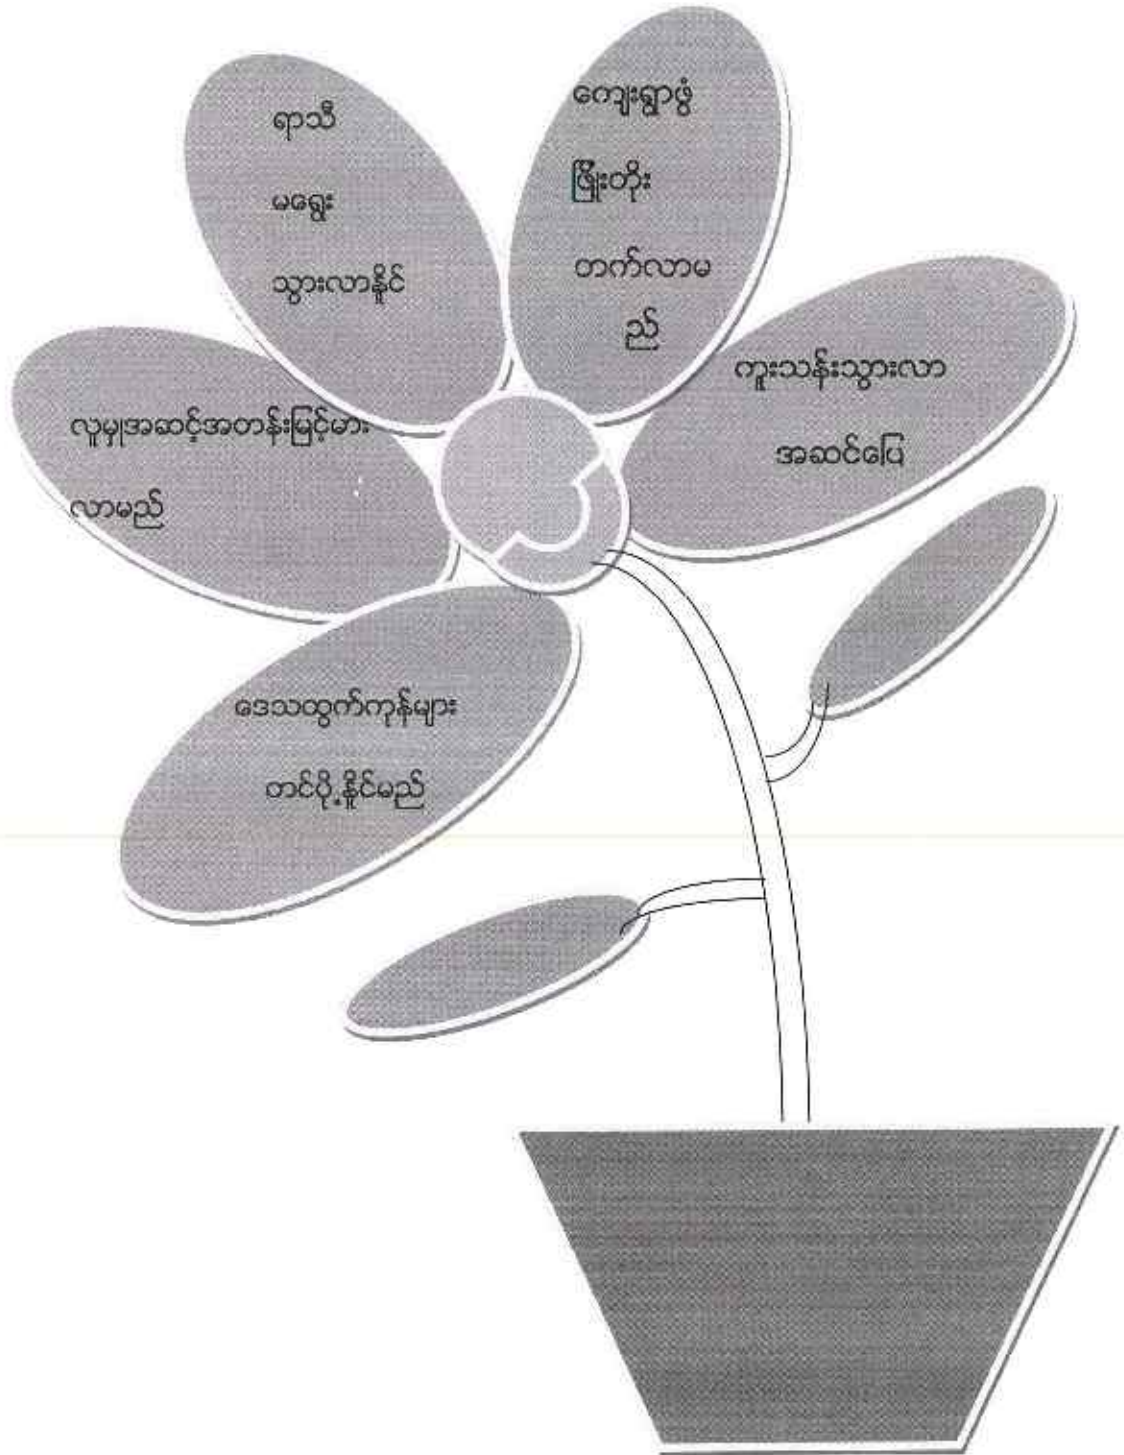 ရာသီ
မရွေး
သွားလာနိုင်
ကျေးရွာဖွံ
ဖြိုးတိုး
တက်လာမ
ည်
ကူးသန်းသွားလာ
အဆင်ပြေ
လူမှုအဆင့်အတန်းမြင့်မား
လာမည်
ဒေသထွက်ကုန်များ
တင်ပို့နိုင်မည်